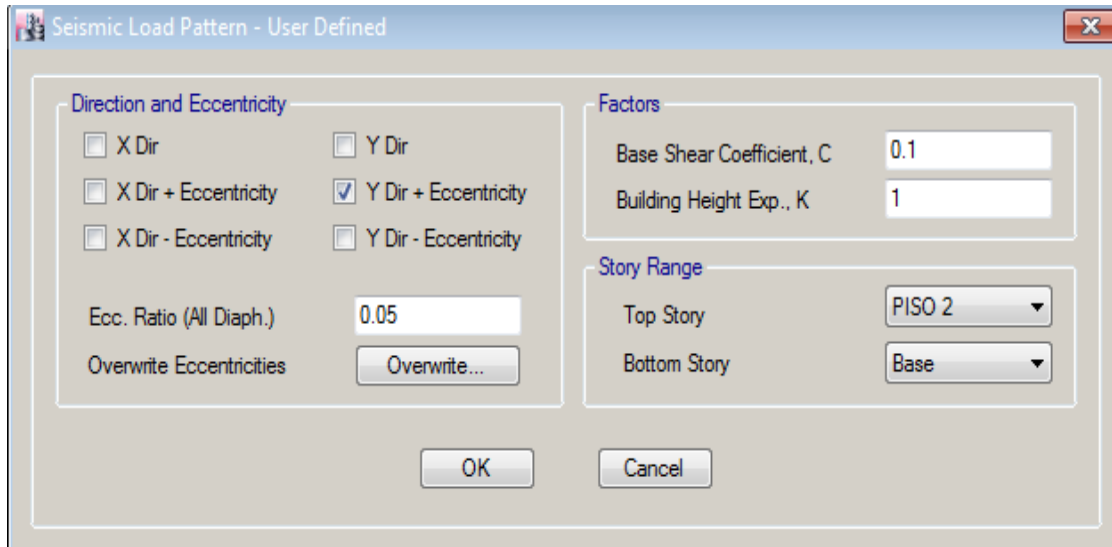 Seismic Load Pattern - User Defined
Direction and Eccentricity
X Dir
Y Dir
X Dir + Eccentricity
Y Dir + Eccentricity
X Dir - Eccentricity
Y Dir - Eccentricity
Ecc. Ratio (All Diaph.)
0.05
Overwrite Eccentricities
Overwrite...
Factors
Base Shear Coefficient, C
0.1
Building Height Exp., K
1
Story Range
Top Story
PISO 2
Bottom Story
Base
OK
Cancel